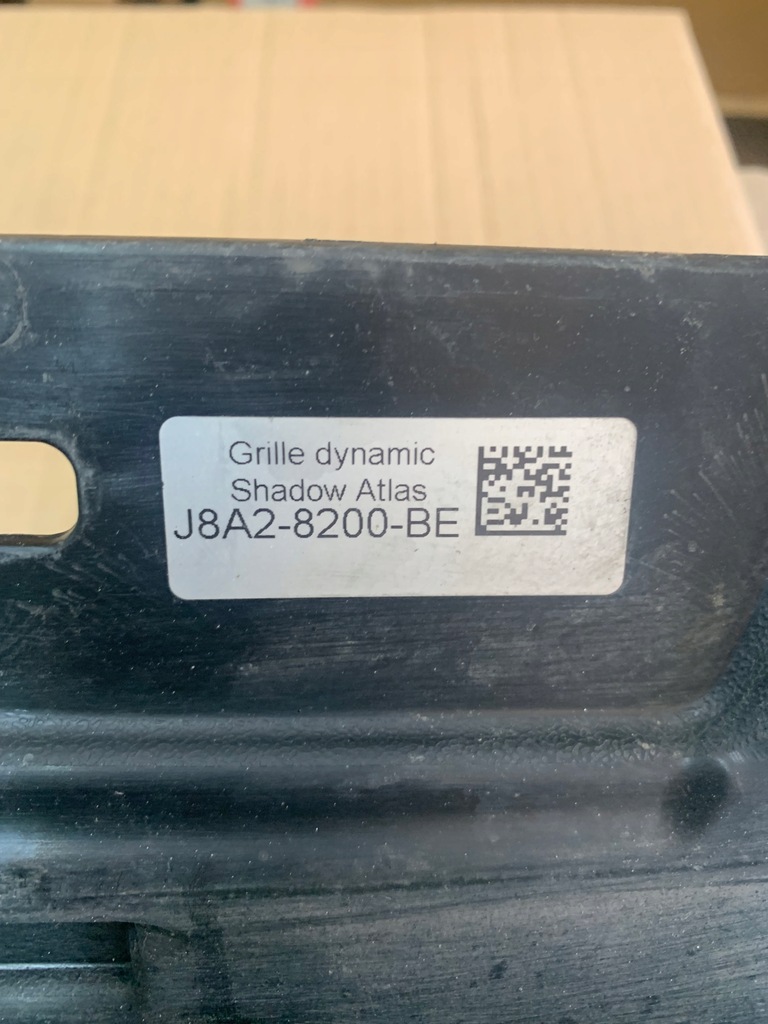 Grille dynamic
Shadow Atlas
J8A2-8200-BE